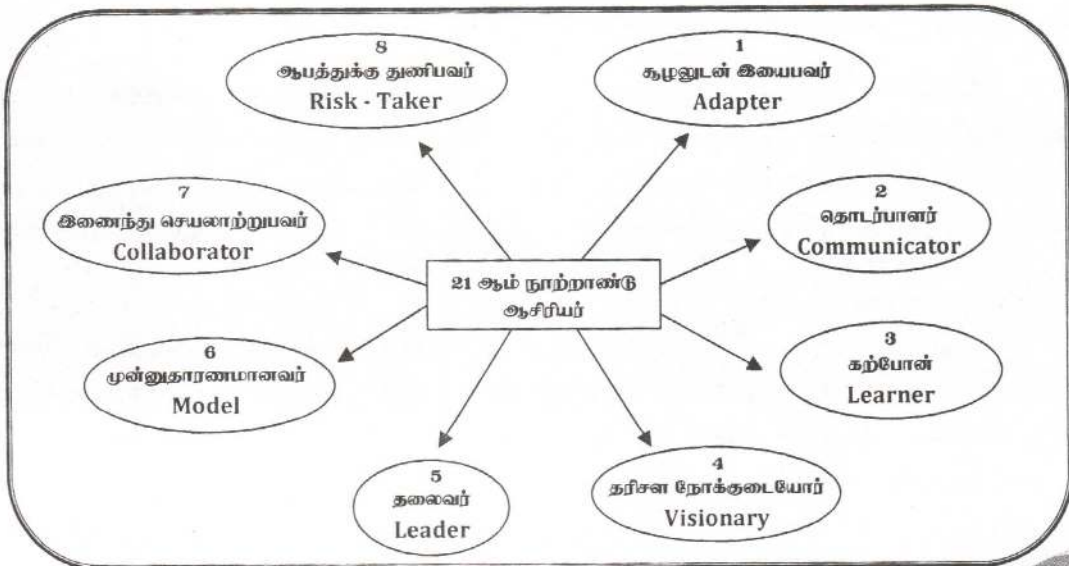 8
ஆபத்துக்கு துணிபவர்
Risk - Taker
1
சூழலுடன் இயைபவர்
Adapter
7
இணைந்து செயலாற்றுபவர்
Collaborator
2
தொடர்பாளர்
Communicator
21 ஆம் நூற்றாண்டு
ஆசிரியர்
6
முன்னுதாரணமானவர்
Model
3
கற்போன்
Learner
5
தலைவர்
Leader
4
தரிசன நோக்குடையோர்
Visionary